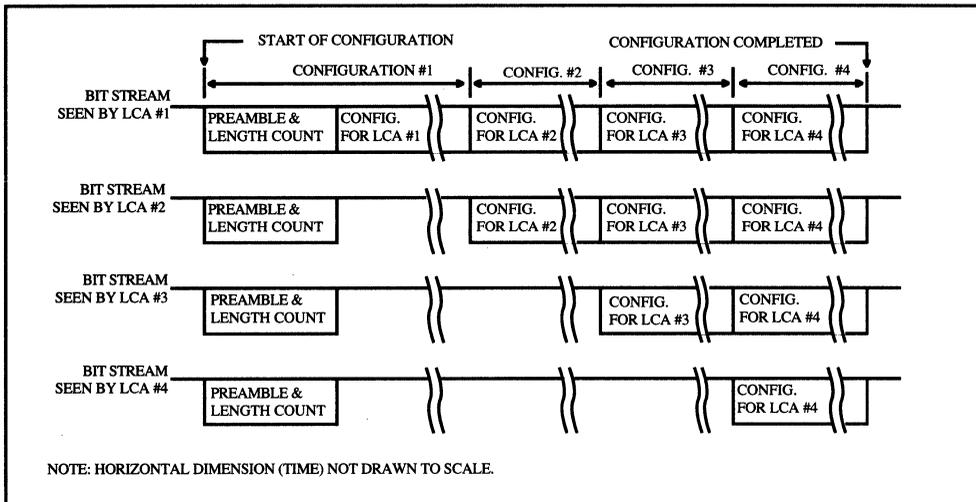 START OF CONFIGURATION
CONFIGURATION COMPLETED
CONFIGURATION #1
CONFIG. #2
CONFIG. #3
CONFIG. #4
BIT STREAM
SEEN BY LCA #1
PREAMBLE &
LENGTH COUNT
CONFIG.
FOR LCA #1
CONFIG.
FOR LCA #2
CONFIG.
FOR LCA #3
CONFIG.
FOR LCA #4
BIT STREAM
SEEN BY LCA #2
PREAMBLE &
LENGTH COUNT
CONFIG.
FOR LCA #2
CONFIG.
FOR LCA #3
CONFIG.
FOR LCA #4
BIT STREAM
SEEN BY LCA #3
PREAMBLE &
LENGTH COUNT
CONFIG.
FOR LCA #3
CONFIG.
FOR LCA #4
BIT STREAM
SEEN BY LCA #4
PREAMBLE &
LENGTH COUNT
CONFIG.
FOR LCA #4
NOTE: HORIZONTAL DIMENSION (TIME) NOT DRAWN TO SCALE.